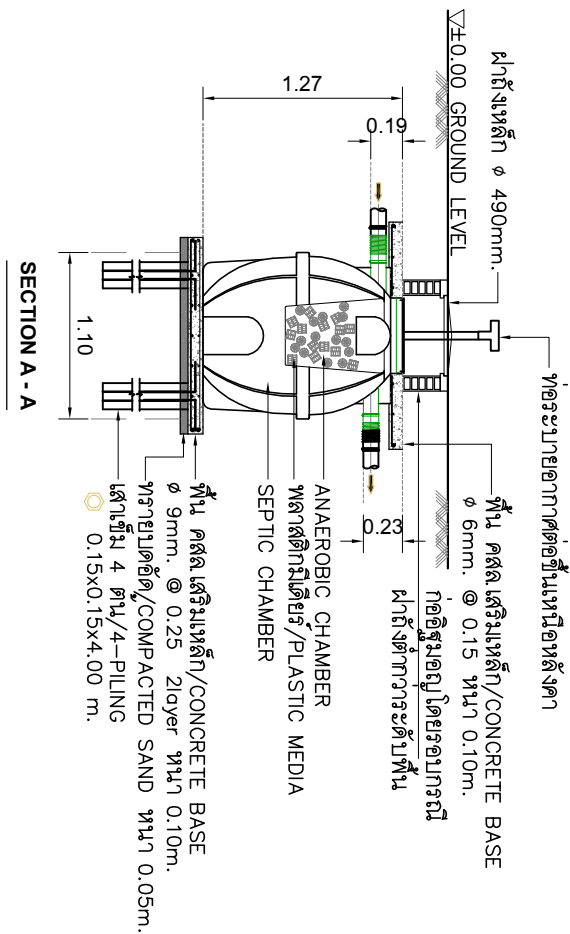 ท่อระบายอากาศต่อขึ้นเหนือหลังคา
ฝาถังเหล็ก ø 490mm.
±0.00 GROUND LEVEL
พื้น คสล.เสริมเหล็ก/CONCRETE BASE
ø 6mm. @ 0.15 หนา 0.10m.
ก่ออิฐมอญโดยรอบกรณี
ฝาถังต่ำกว่าระดับพื้น
0.19
1.27
0.23
ANAEROBIC CHAMBER
พลาสติกมีเดียร์/PLASTIC MEDIA
SEPTIC CHAMBER
พื้น คสล.เสริมเหล็ก/CONCRETE BASE
ø 9mm. @ 0.25 2layer หนา 0.10m.
ทรายบดอัด/COMPACTED SAND หนา 0.05m.
เสาเข็ม 4 ต้น/4-PILING
0.15x0.15x4.00 m.
1.10
SECTION A - A